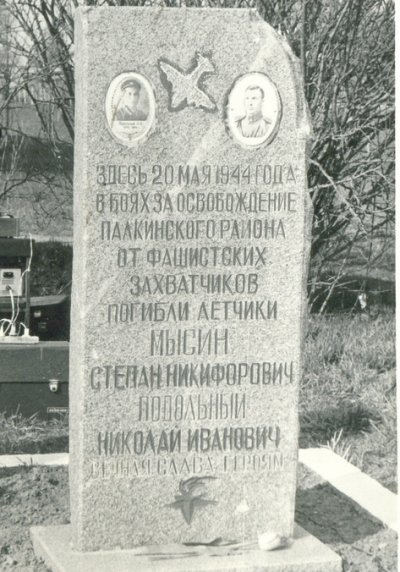 ЗДЕСЬ 20 МАЯ 1944 ГОДА
В БОЯХ ЗА ОСВОБОЖДЕНИЕ
ПАЛКИНСКОГО РАЙОНА
ОТ ФАШИСТСКИХ
ЗАХВАТЧИКОВ
ПОГИБЛИ ЛЕТЧИКИ
МЫСИН
СТЕПАН НИКИФОРОВИЧ
ПОДОЛЬНЫЙ
НИКОЛАЙ ИВАНОВИЧ
ВЕЧНАЯ СЛАВА ГЕРОЯМ